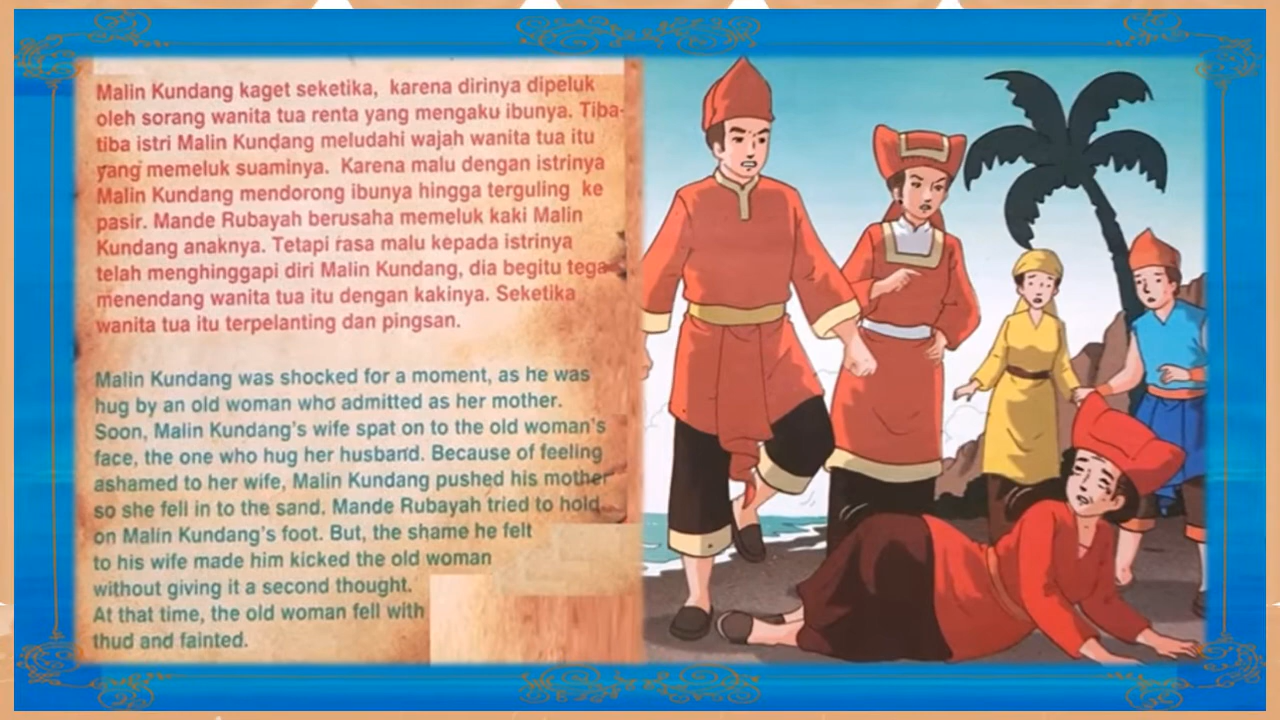 Malin Kundang kaget seketika, karena dirinya dipeluk
oleh sorang wanita tua renta yang mengaku ibunya. Tiba-
tiba istri Malin Kundang meludahi wajah wanita tua itu
yang memeluk suaminya. Karena malu dengan istrinya
Malin Kundang mendorong ibunya hingga terguling ke
pasir. Mande Rubayah berusaha memeluk kaki Malin
Kundang anaknya. Tetapi rasa malu kepada istrinya
telah menghinggapi diri Malin Kundang, dia begitu tega
menendang wanita tua itu dengan kakinya. Seketika
wanita tua itu terpelanting dan pingsan.
Malin Kundang was shocked for a moment, as he was
hug by an old woman who admitted as her mother.
Soon, Malin Kundang's wife spat on to the old woman's
face, the one who hug her husband. Because of feeling
ashamed to her wife, Malin Kundang pushed his mother
so she fell in to the sand. Mande Rubayah tried to hold
on Malin Kundang's foot. But, the shame he felt
to his wife made him kicked the old woman
without giving it a second thought.
At that time, the old woman fell with
thud and fainted.